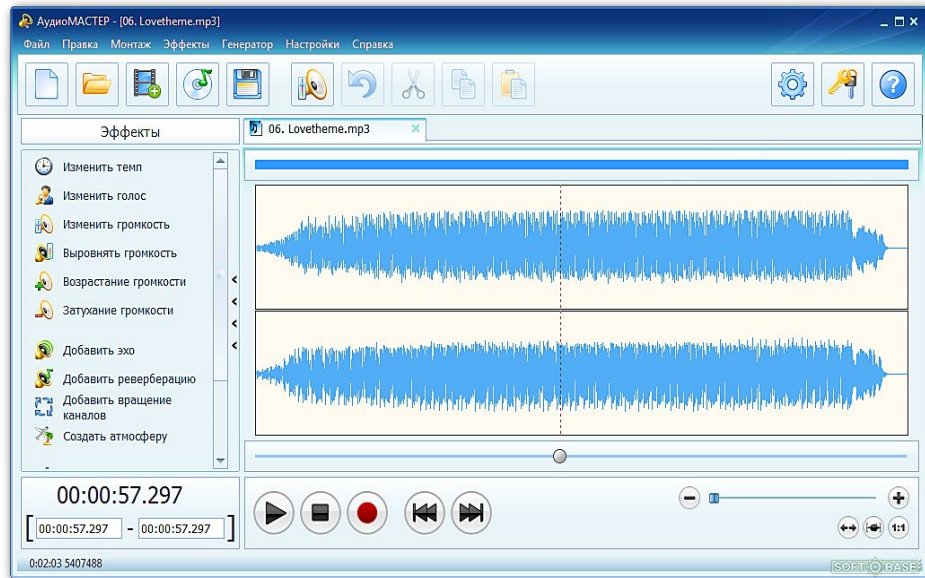 АудиоМАСТЕР - [06. Lovetheme.mp3]
Файл Правка Монтаж Эффекты Генератор Настройки Справка
Эффекты
06. Lovetheme.mp3
Изменить темп
Изменить голос
Изменить громкость
Выровнять громкость
Возрастание громкости
Затухание громкости
Добавить эхо
Добавить реверберацию
Добавить вращение
каналов
Создать атмосферу
00:00:57.297
[ 00:00:57.297 - 00:00:57.297 ]
1:1
0:02:03 5407488
SOFT BASE